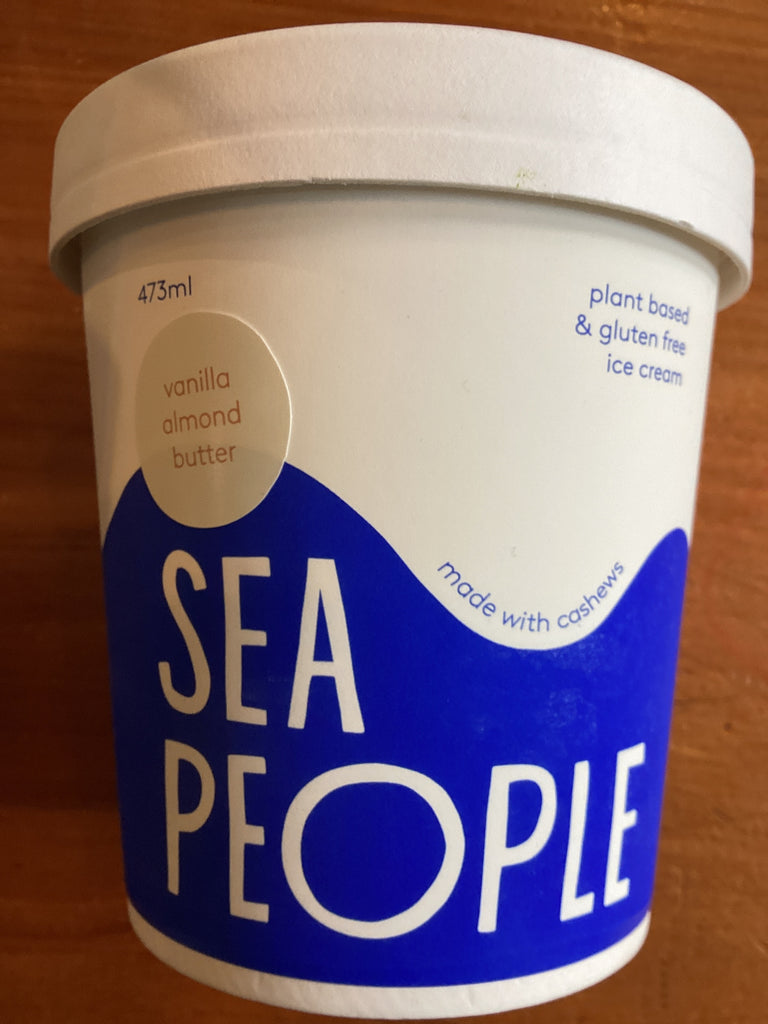 473ml
plant based
& gluten free
ice cream
vanilla
almond
butter
made with cashews
SEA
PEOPLE